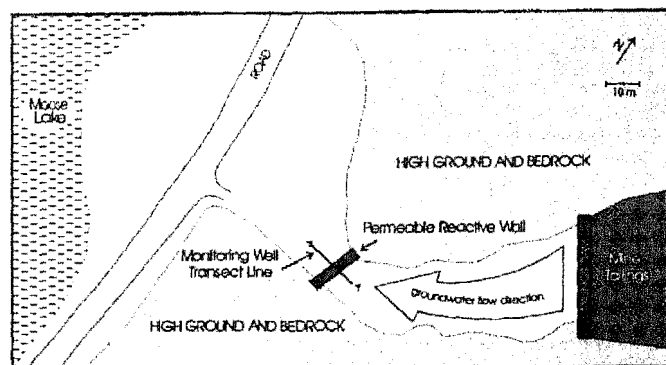 N
10 m
ROAD
Moose
Lake
HIGH GROUND AND BEDROCK
Permeable Reactive Wall
Monitoring Well
Transect Line
Mine
Tailings
groundwater flow direction
HIGH GROUND AND BEDROCK